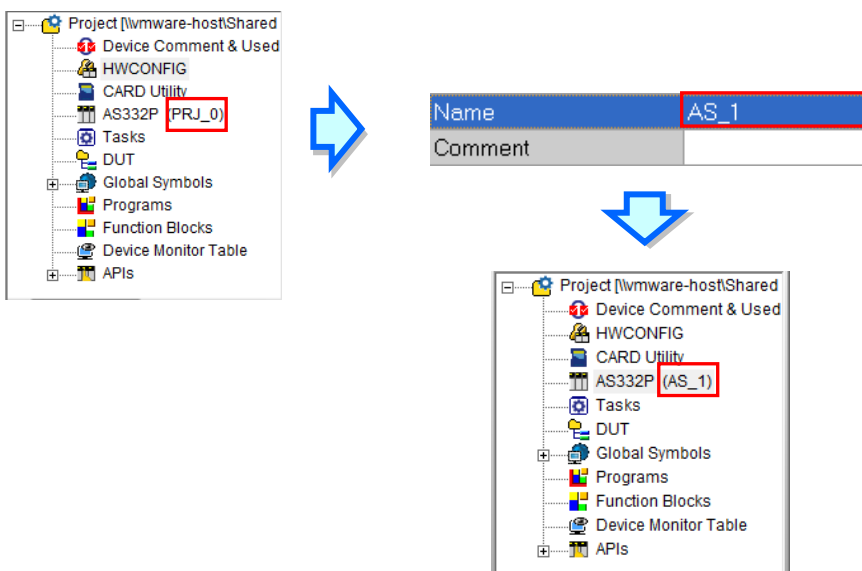 Project [\\vmware-host\Shared
Device Comment & Used
HWCONFIG
CARD Utility
AS332P (PRJ_0)
Tasks
DUT
Global Symbols
Programs
Function Blocks
Device Monitor Table
APIs
Name AS_1
Comment
Project [\\vmware-host\Shared
Device Comment & Used
HWCONFIG
CARD Utility
AS332P (AS_1)
Tasks
DUT
Global Symbols
Programs
Function Blocks
Device Monitor Table
APIs